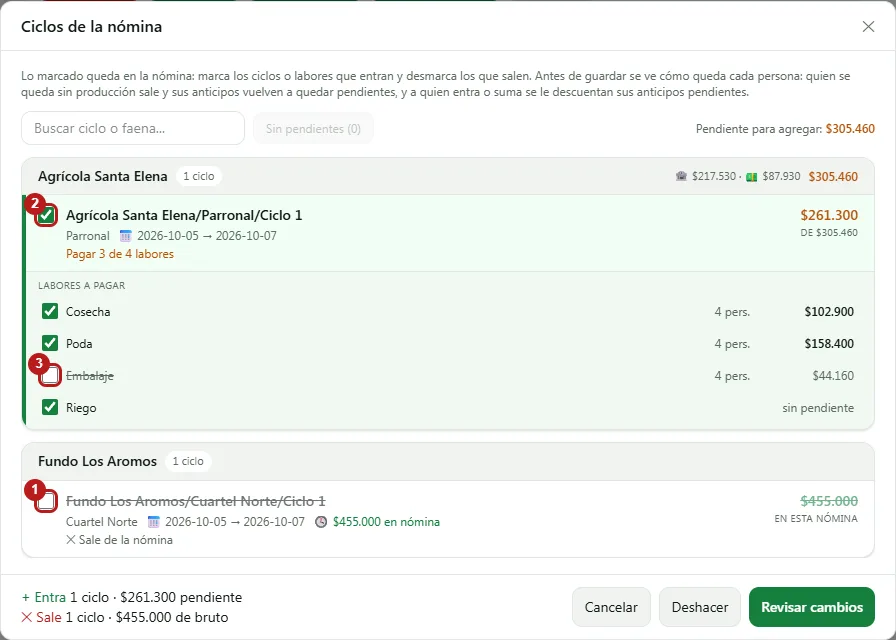 Ciclos de la nómina
Lo marcado queda en la nómina: marca los ciclos o labores que entran y desmarca los que salen. Antes de guardar se ve cómo queda cada persona: quien se
queda sin producción sale y sus anticipos vuelven a quedar pendientes, y a quien entra o suma se le descuentan sus anticipos pendientes.
Buscar ciclo o faena...
Sin pendientes (0)
Pendiente para agregar: $305.460
Agrícola Santa Elena 1 ciclo $217.530 · $87.930 $305.460
2
Agrícola Santa Elena/Parronal/Ciclo 1 $261.300
Parronal 2026-10-05 → 2026-10-07 DE $305.460
Pagar 3 de 4 labores
LABORES A PAGAR
Cosecha 4 pers. $102.900
Poda 4 pers. $158.400
3
Embalaje 4 pers. $44.160
Riego sin pendiente
Fundo Los Aromos 1 ciclo
1
Fundo Los Aromos/Cuartel Norte/Ciclo 1 $455.000
Cuartel Norte 2026-10-05 → 2026-10-07 $455.000 en nómina EN ESTA NÓMINA
× Sale de la nómina
+ Entra 1 ciclo · $261.300 pendiente
× Sale 1 ciclo · $455.000 de bruto
Cancelar
Deshacer
Revisar cambios